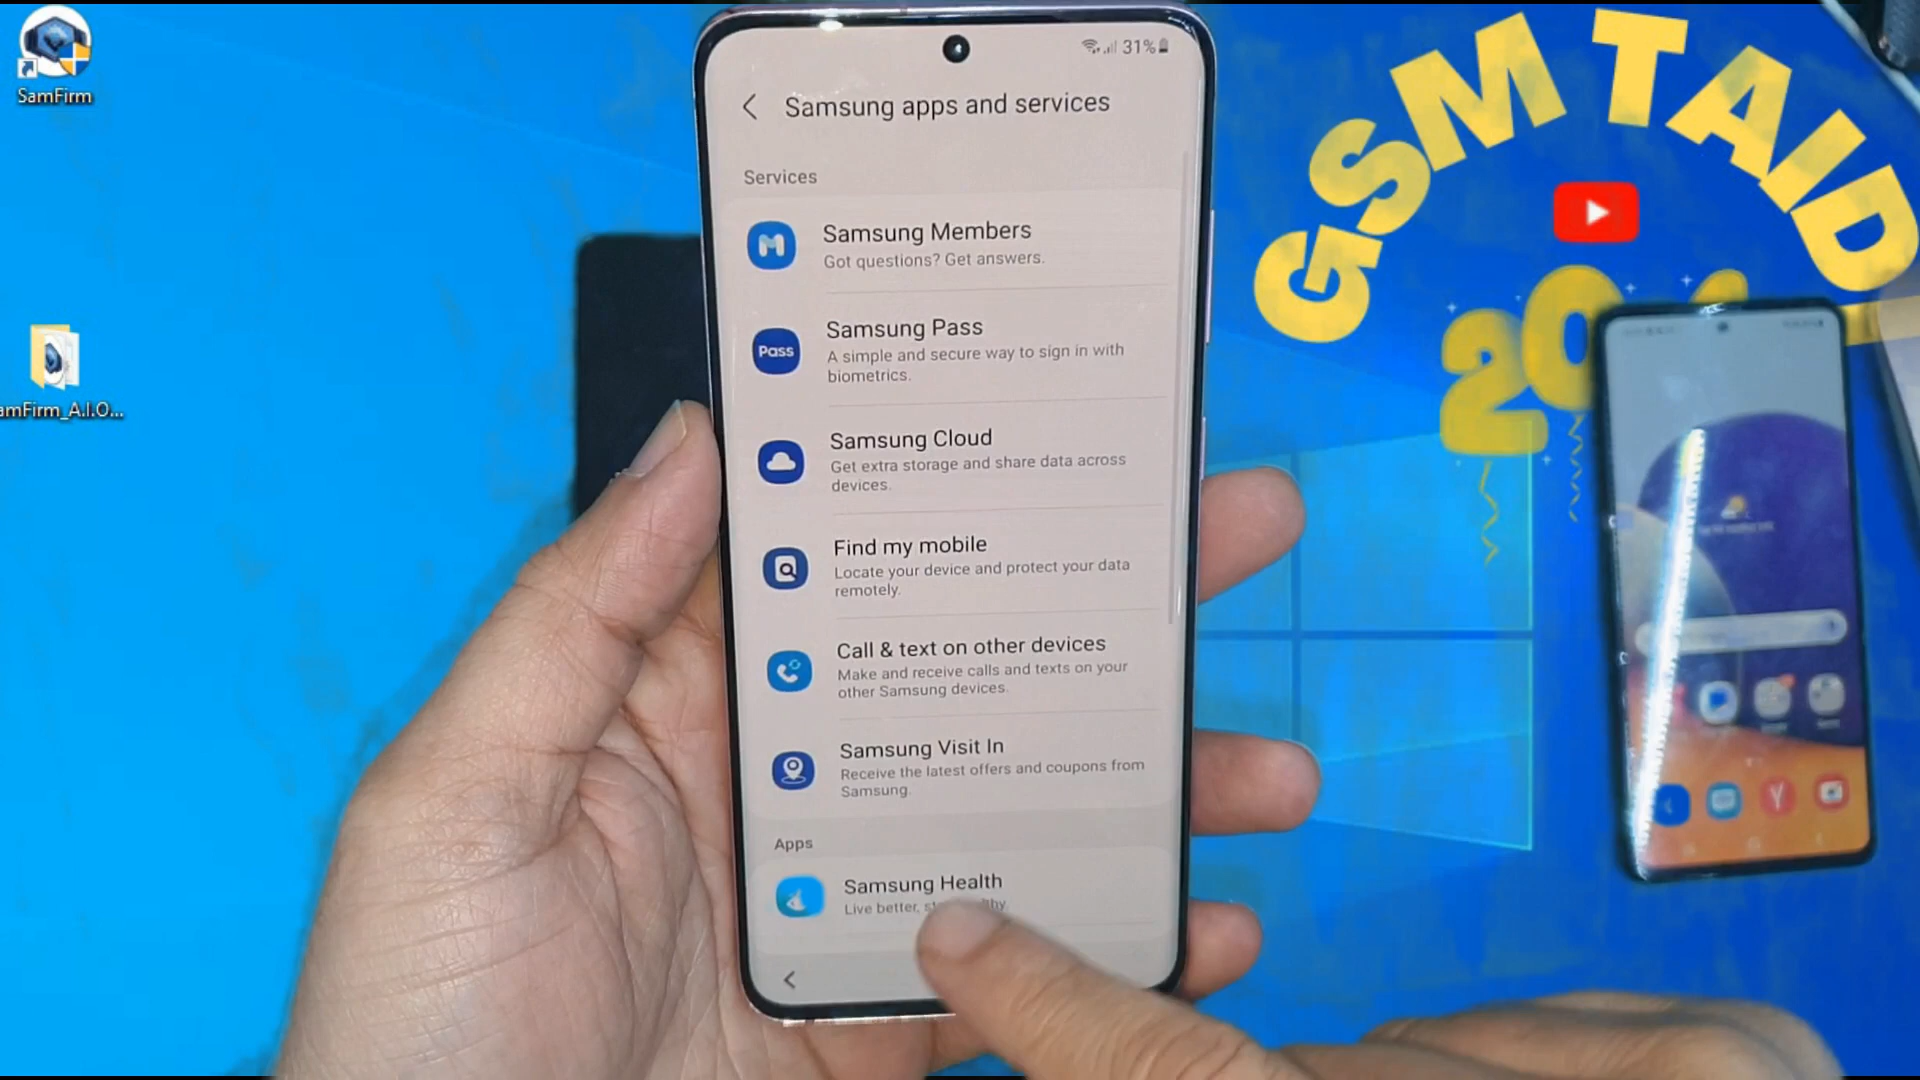 SamFirm
amFirm_A.I.O...
31%
Samsung apps and services
Services
Samsung Members
Got questions? Get answers.
Pass
Samsung Pass
A simple and secure way to sign in with
biometrics.
Samsung Cloud
Get extra storage and share data across
devices.
Find my mobile
Locate your device and protect your data
remotely.
Call & text on other devices
Make and receive calls and texts on your
other Samsung devices.
Samsung Visit In
Receive the latest offers and coupons from
Samsung.
Apps
Samsung Health
Live better,
GSM TAID
20